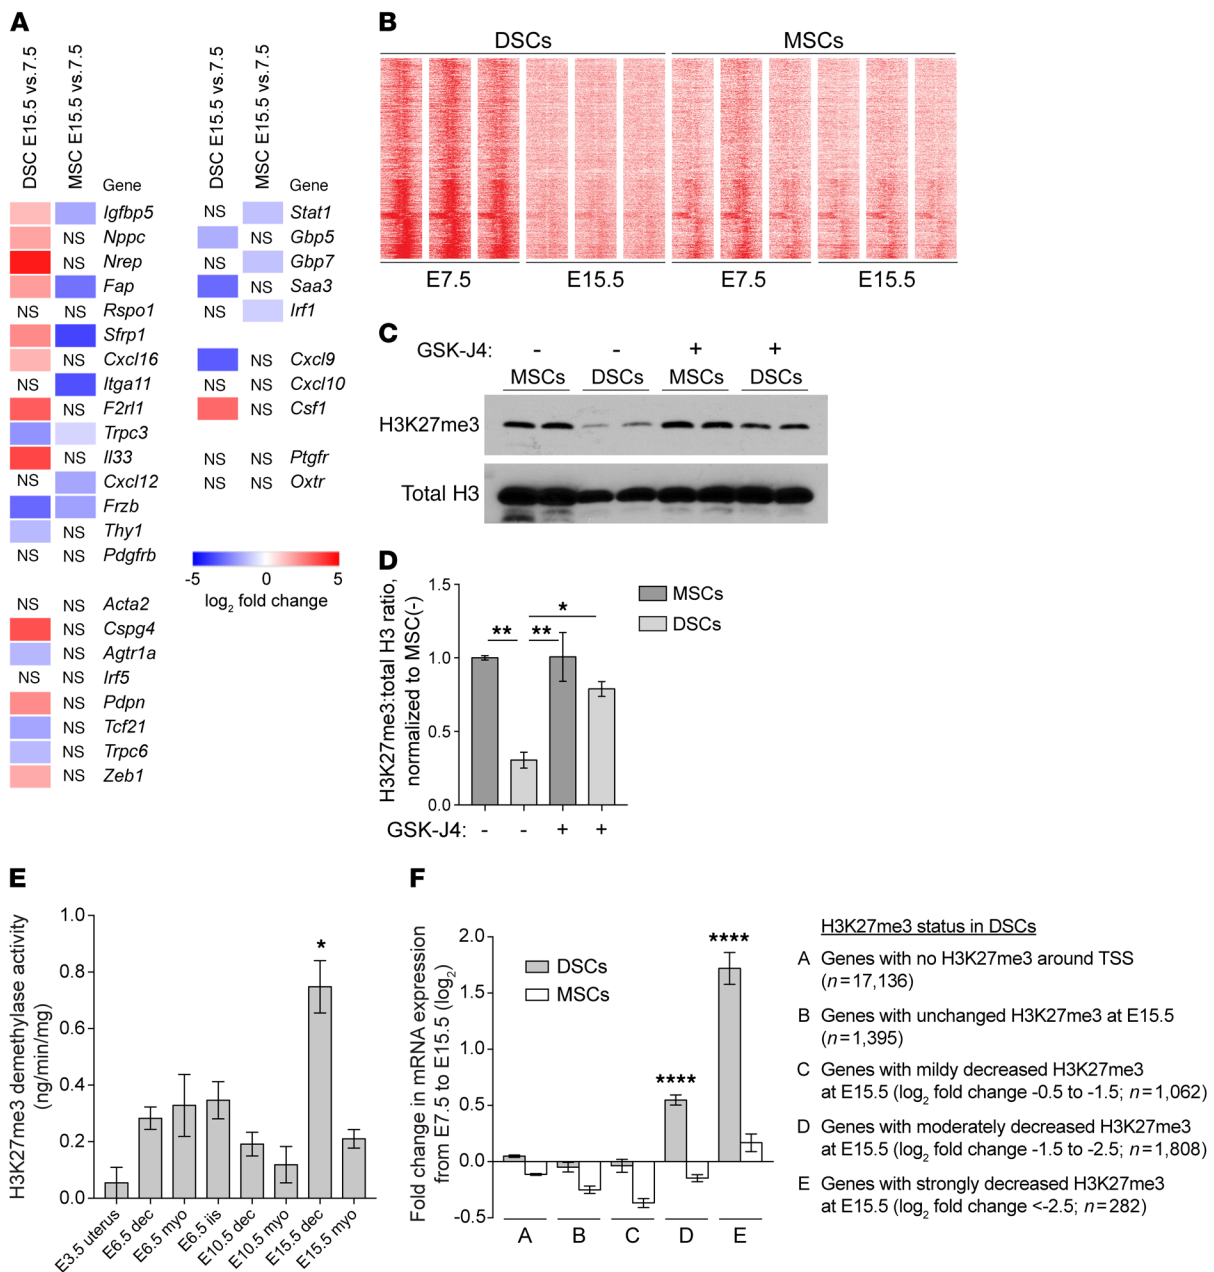 A
DSC E15.5 vs.7.5
MSC E15.5 vs.7.5
Gene
Igfbp5
Nppc
NS
Nrep
NS
Fap
NS NS Rspo1
Sfrp1
NS Cxcl16
NS Itga11
NS F2rl1
Trpc3
NS Il33
NS Cxcl12
Frzb
NS Thy1
NS NS Pdgfrb
NS NS Acta2
NS Cspg4
NS Agtr1a
NS NS Irf5
NS Pdpn
NS Tcf21
NS Trpc6
NS Zeb1
DSC E15.5 vs.7.5
MSC E15.5 vs.7.5
Gene
NS Stat1
NS Gbp5
NS Gbp7
NS Saa3
NS Irf1
NS Cxcl9
NS NS Cxcl10
NS Csf1
NS NS Ptgfr
NS NS Oxtr
-5 0 5
log2 fold change
B
DSCs MSCs
E7.5 E15.5 E7.5 E15.5
C
GSK-J4: - - + +
MSCs DSCs MSCs DSCs
H3K27me3
Total H3
D
H3K27me3:total H3 ratio,
normalized to MSC(-)
1.5
1.0
0.5
0.0
** ** *
MSCs
DSCs
GSK-J4: - - + +
E
H3K27me3 demethylase activity
(ng/min/mg)
1.0
0.8
0.6
0.4
0.2
0.0
*
E3.5 uterus
E6.5 dec
E6.5 myo
E6.5 iis
E10.5 dec
E10.5 myo
E15.5 dec
E15.5 myo
F
Fold change in mRNA expression
from E7.5 to E15.5 (log2)
2.0
1.5
1.0
0.5
0.0
-0.5
DSCs
MSCs
****
****
A B C D E
H3K27me3 status in DSCs
A Genes with no H3K27me3 around TSS
(n=17,136)
B Genes with unchanged H3K27me3 at E15.5
(n=1,395)
C Genes with mildy decreased H3K27me3
at E15.5 (log2 fold change -0.5 to -1.5; n=1,062)
D Genes with moderately decreased H3K27me3
at E15.5 (log2 fold change -1.5 to -2.5; n=1,808)
E Genes with strongly decreased H3K27me3
at E15.5 (log2 fold change <-2.5; n=282)